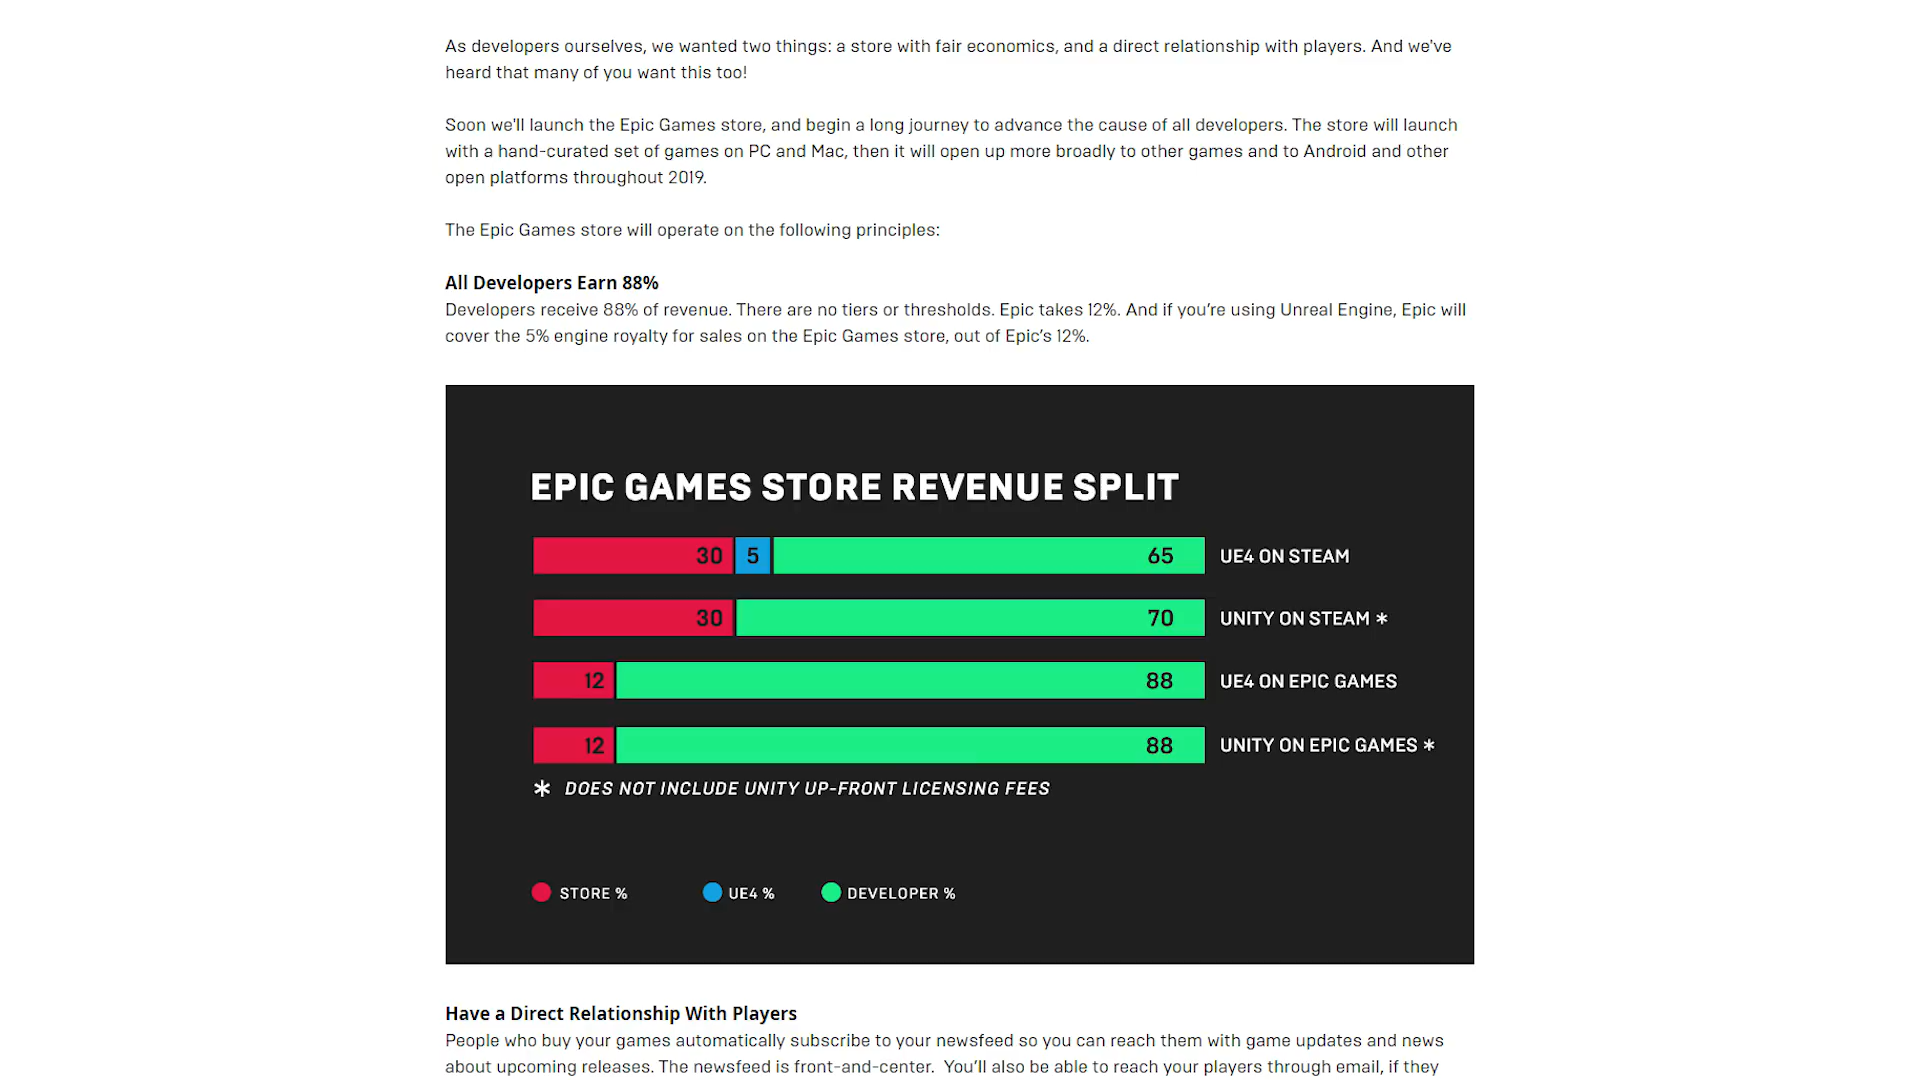 As developers ourselves, we wanted two things: a store with fair economics, and a direct relationship with players. And we've
heard that many of you want this too!
Soon we'll launch the Epic Games store, and begin a long journey to advance the cause of all developers. The store will launch
with a hand-curated set of games on PC and Mac, then it will open up more broadly to other games and to Android and other
open platforms throughout 2019.
The Epic Games store will operate on the following principles:
All Developers Earn 88%
Developers receive 88% of revenue. There are no tiers or thresholds. Epic takes 12%. And if you’re using Unreal Engine, Epic will
cover the 5% engine royalty for sales on the Epic Games store, out of Epic’s 12%.
EPIC GAMES STORE REVENUE SPLIT
30 5 65 UE4 ON STEAM
30 70 UNITY ON STEAM *
12 88 UE4 ON EPIC GAMES
12 88 UNITY ON EPIC GAMES *
* DOES NOT INCLUDE UNITY UP-FRONT LICENSING FEES
STORE % UE4 % DEVELOPER %
Have a Direct Relationship With Players
People who buy your games automatically subscribe to your newsfeed so you can reach them with game updates and news
about upcoming releases. The newsfeed is front-and-center. You’ll also be able to reach your players through email, if they